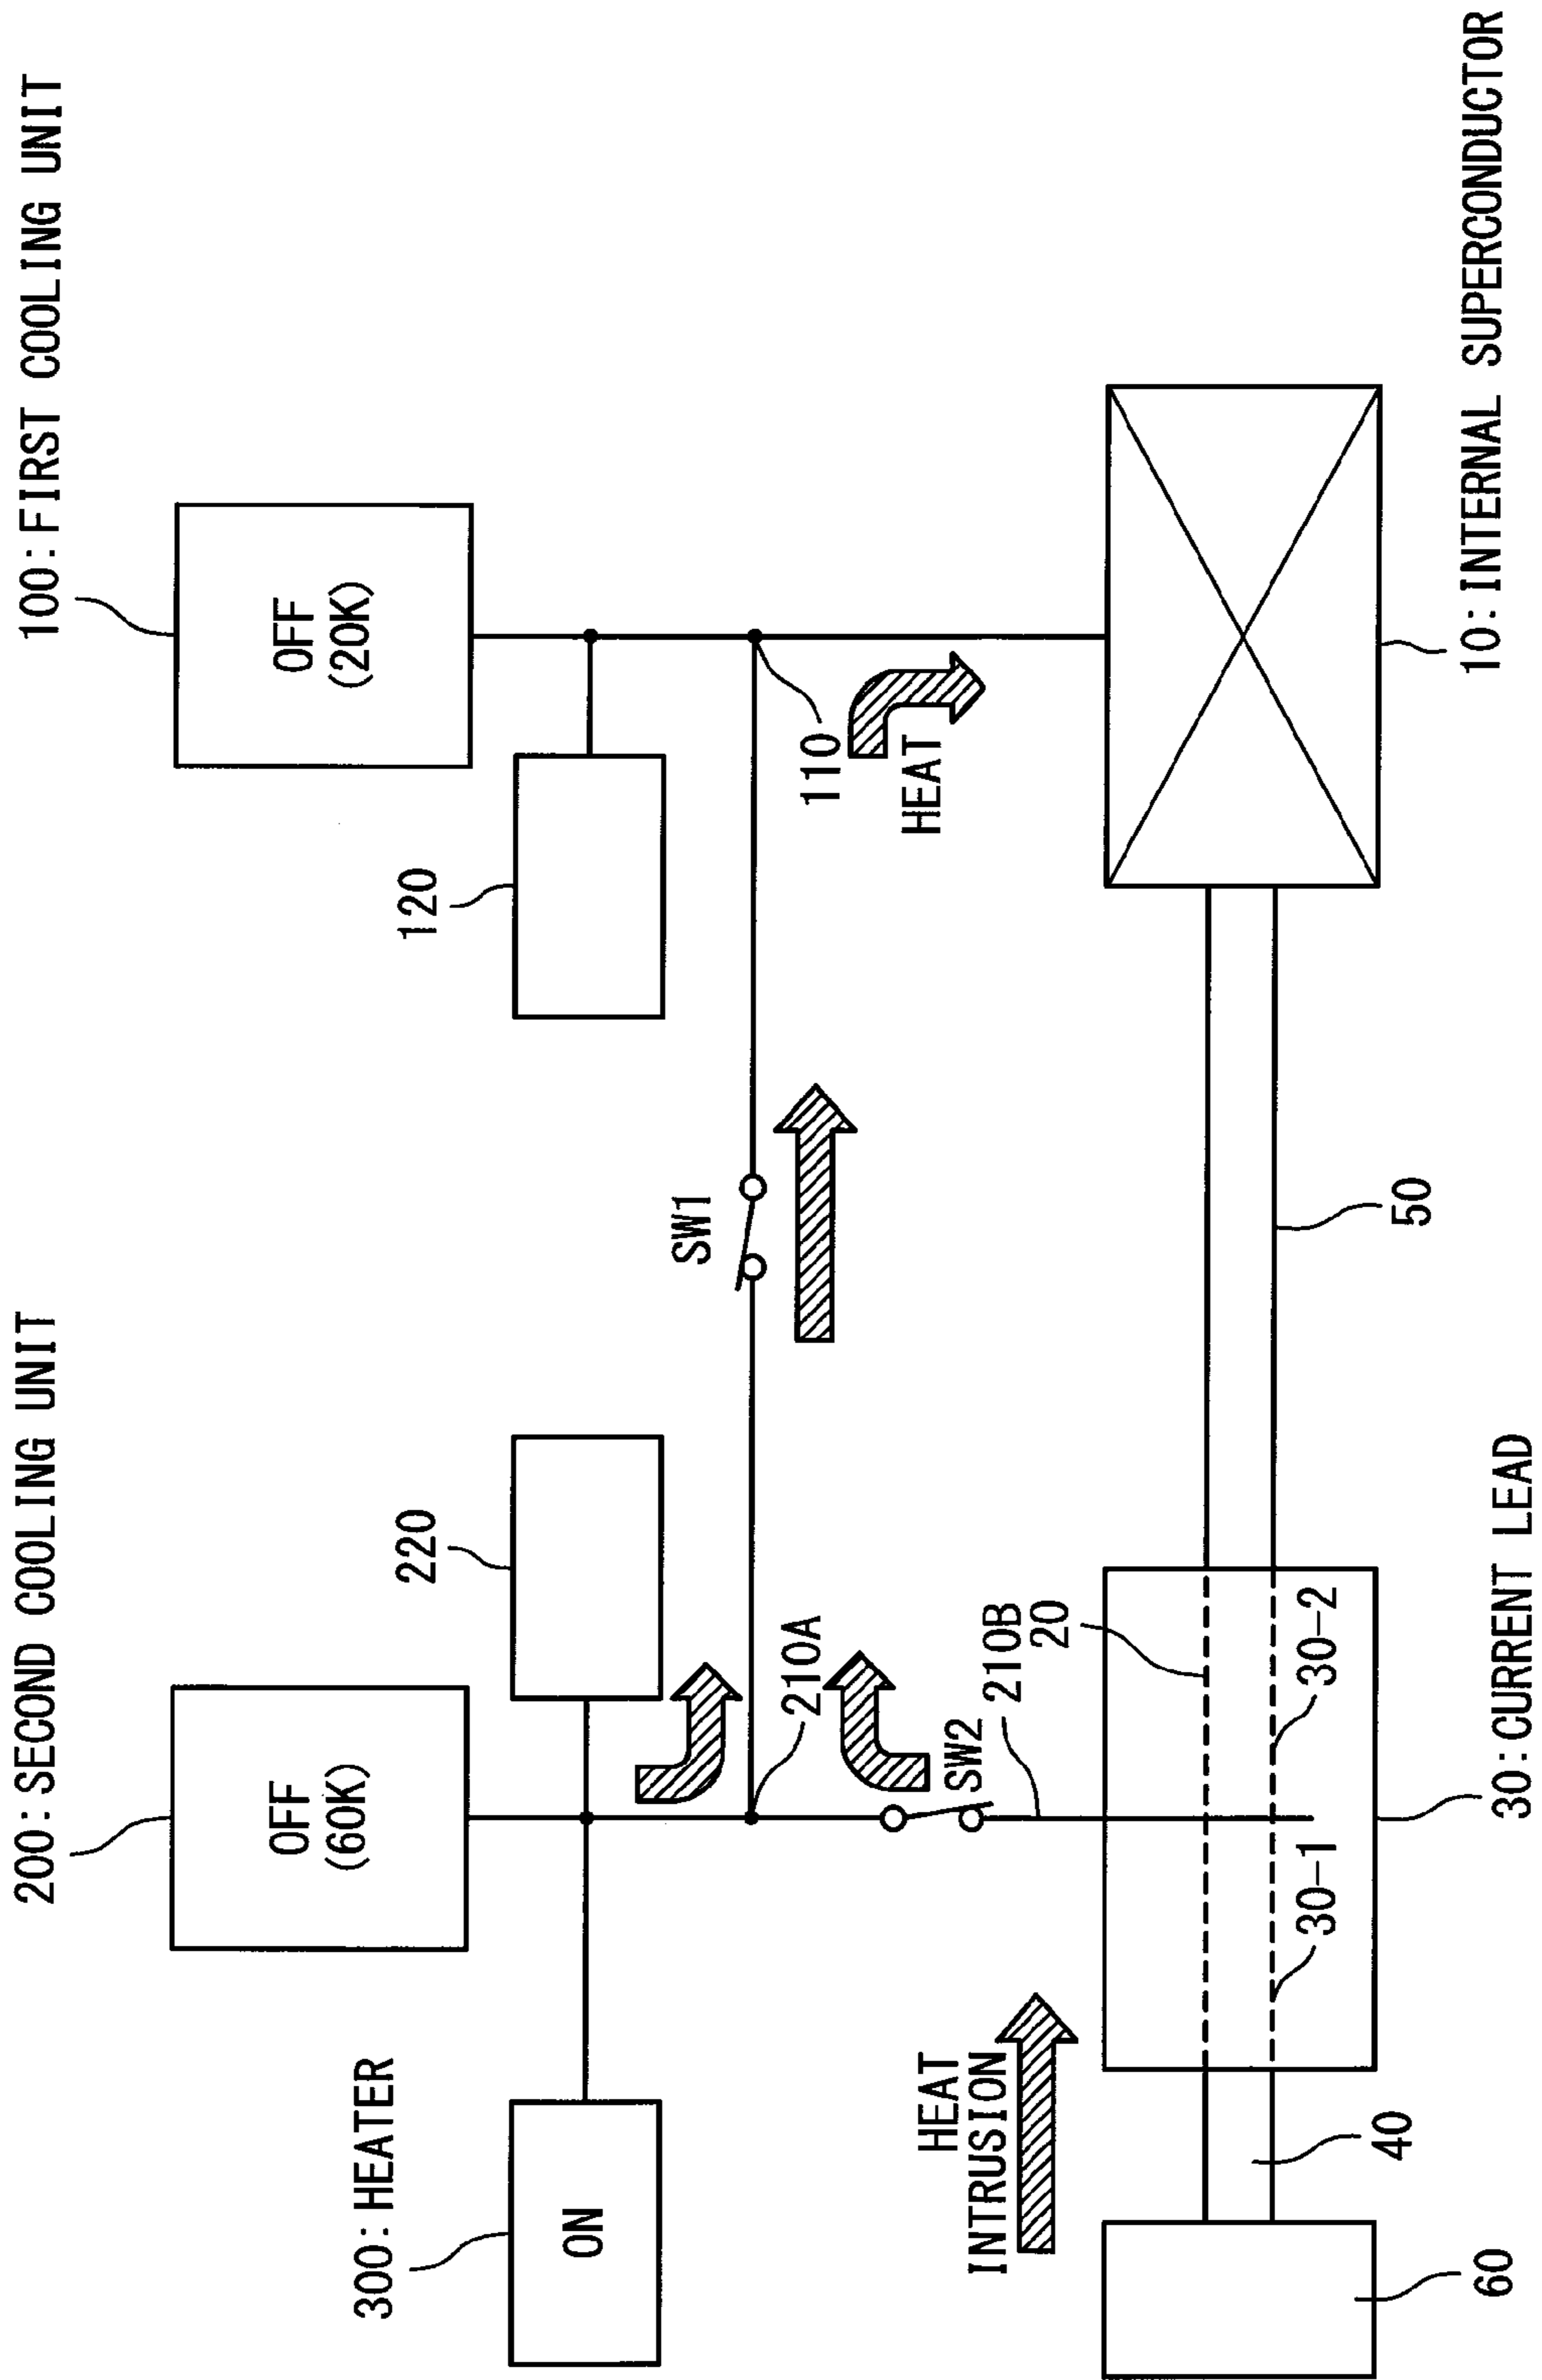 200:SECOND COOLING UNIT
100:FIRST COOLING UNIT
OFF
(60K)
OFF
(20K)
300:HEATER
220
120
ON
SW1
210A
110
HEAT
HEAT
INTRUSION
SW2
210B
20
30-1
30-2
40
50
60
30:CURRENT LEAD
10:INTERNAL SUPERCONDUCTOR